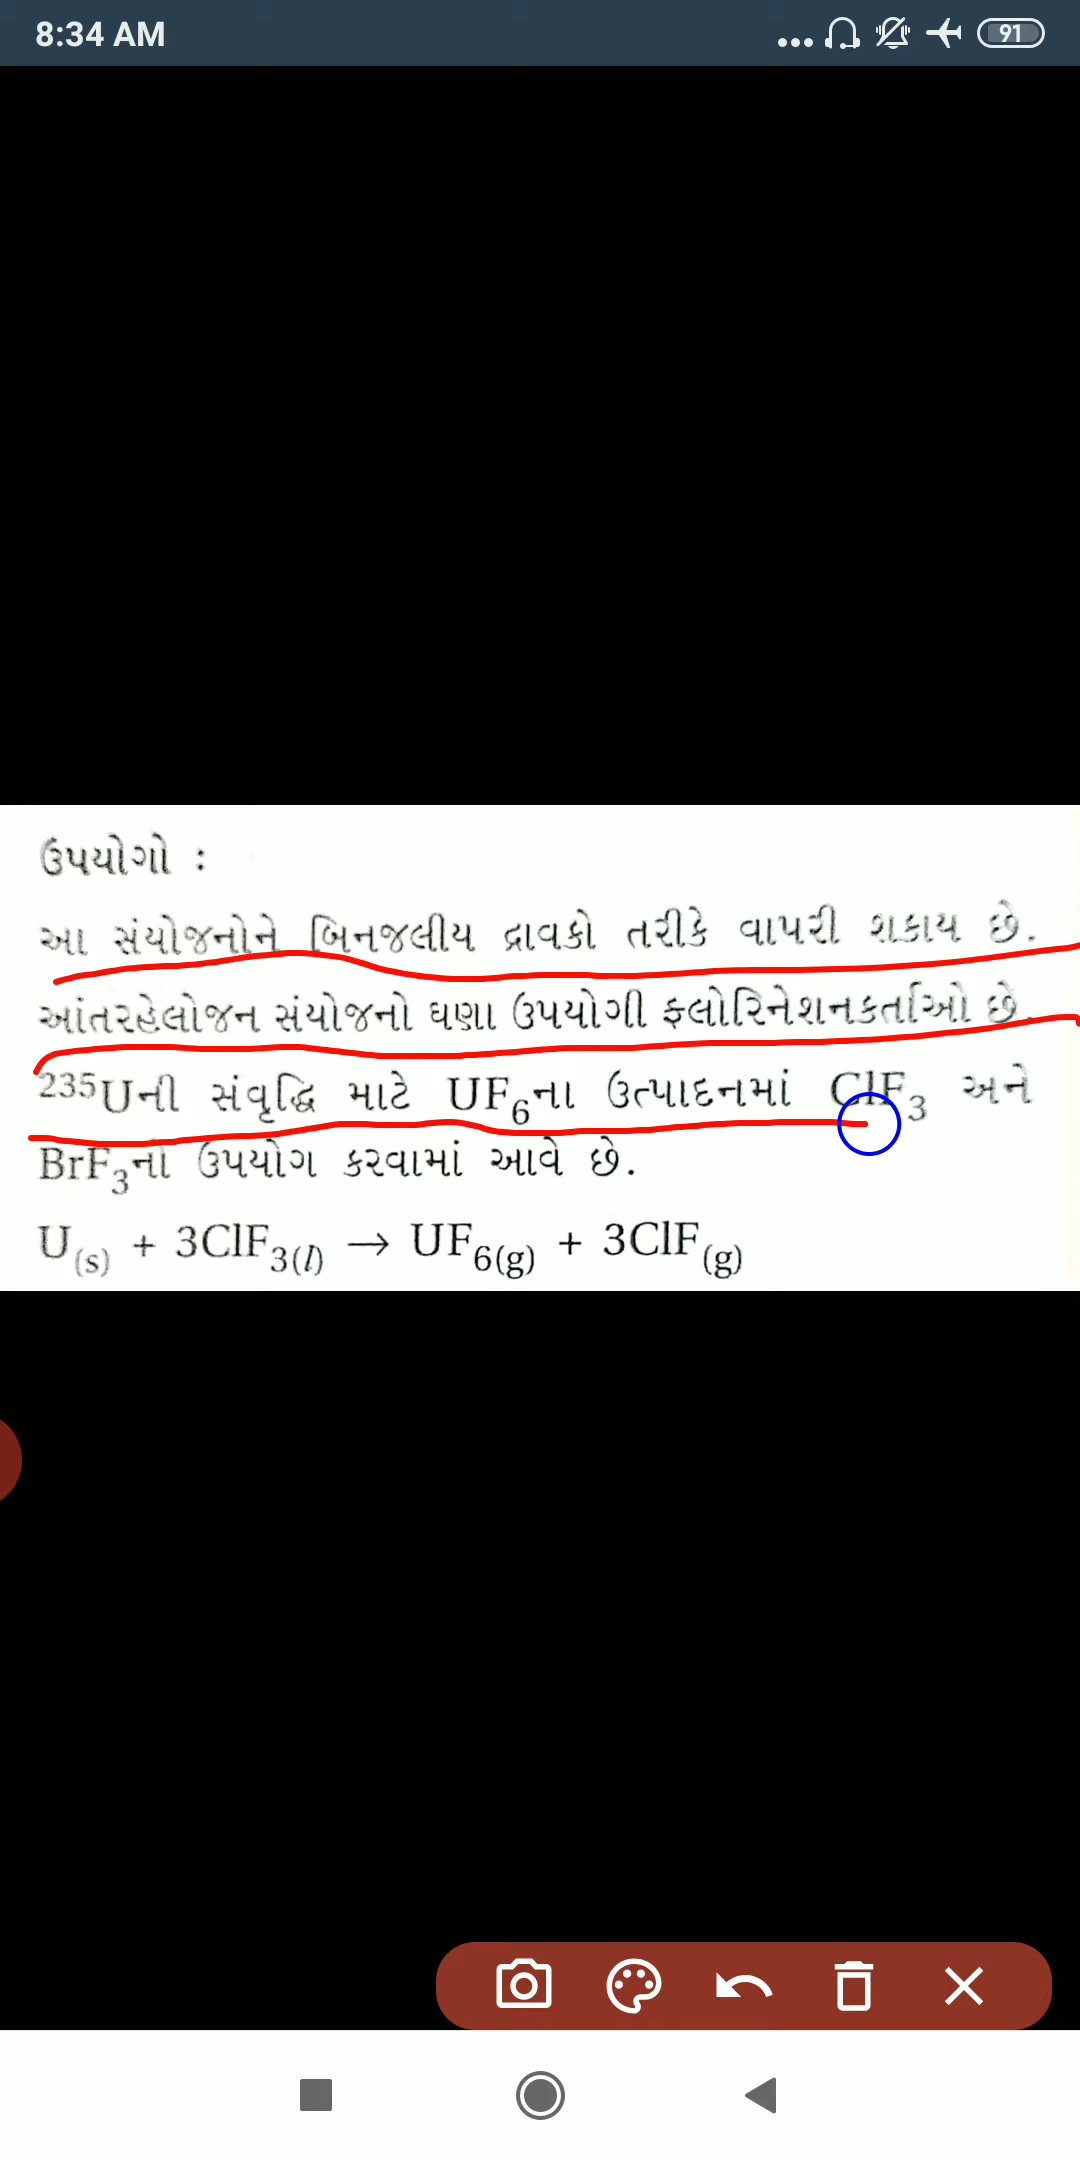 8:34 AM
91
ઉપયોગો :
આ સંયોજનોને બિનજલીય દ્રાવકો તરીકે વાપરી શકાય છે.
આંતરહેલોજન સંયોજનો ઘણા ઉપયોગી ફ્લોરિનેશનકર્તાઓ છે.
²³⁵Uની સંવૃદ્ધિ માટે UF₆ના ઉત્પાદનમાં ClF₃ અને
BrF₃નો ઉપયોગ કરવામાં આવે છે.
U₍s₎ + 3ClF₃₍l₎ → UF₆₍g₎ + 3ClF₍g₎